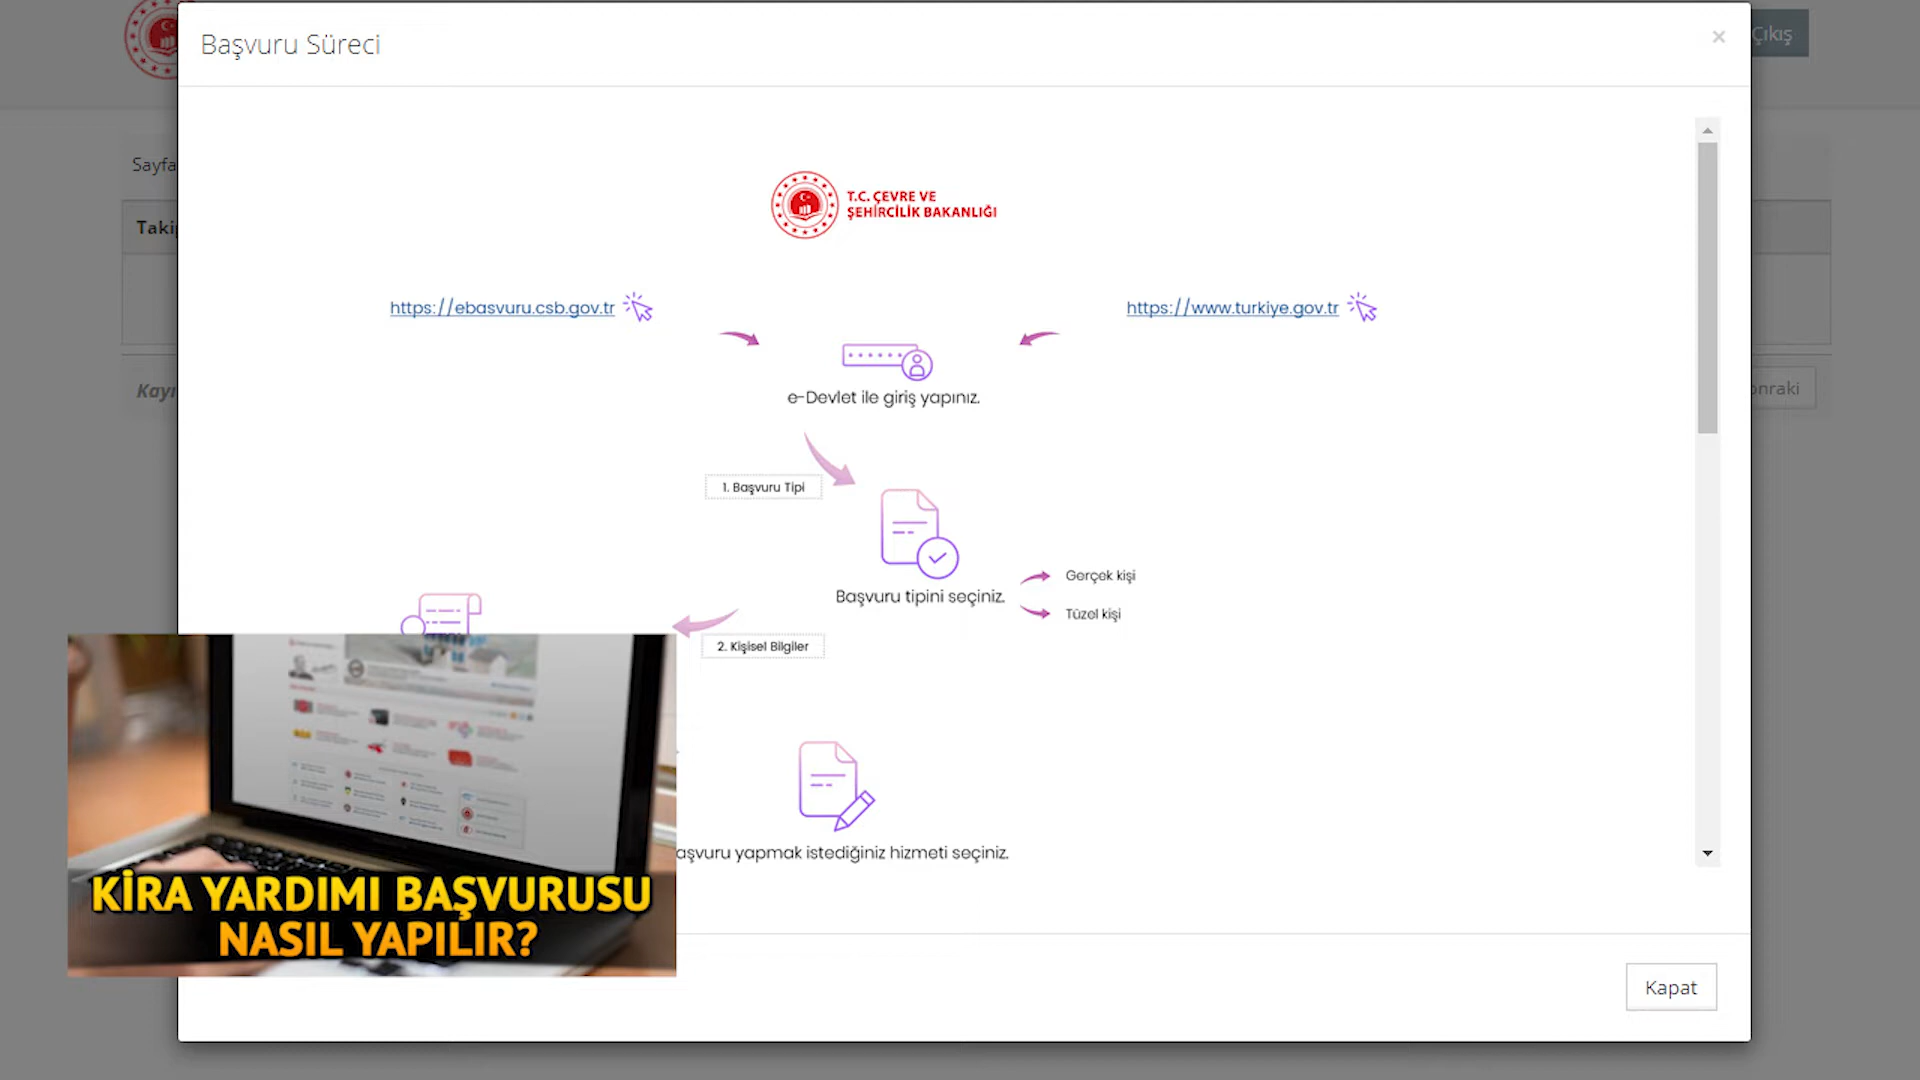 Başvuru Süreci
×
Çıkış
Sayfa
Taki
Kayı
onraki
T.C. ÇEVRE VE
ŞEHİRCİLİK BAKANLIĞI
https://ebasvuru.csb.gov.tr
https://www.turkiye.gov.tr
e-Devlet ile giriş yapınız.
1. Başvuru Tipi
Başvuru tipini seçiniz.
Gerçek kişi
Tüzel kişi
2. Kişisel Bilgiler
aşvuru yapmak istediğiniz hizmeti seçiniz.
KİRA YARDIMI BAŞVURUSU
NASIL YAPILIR?
Kapat